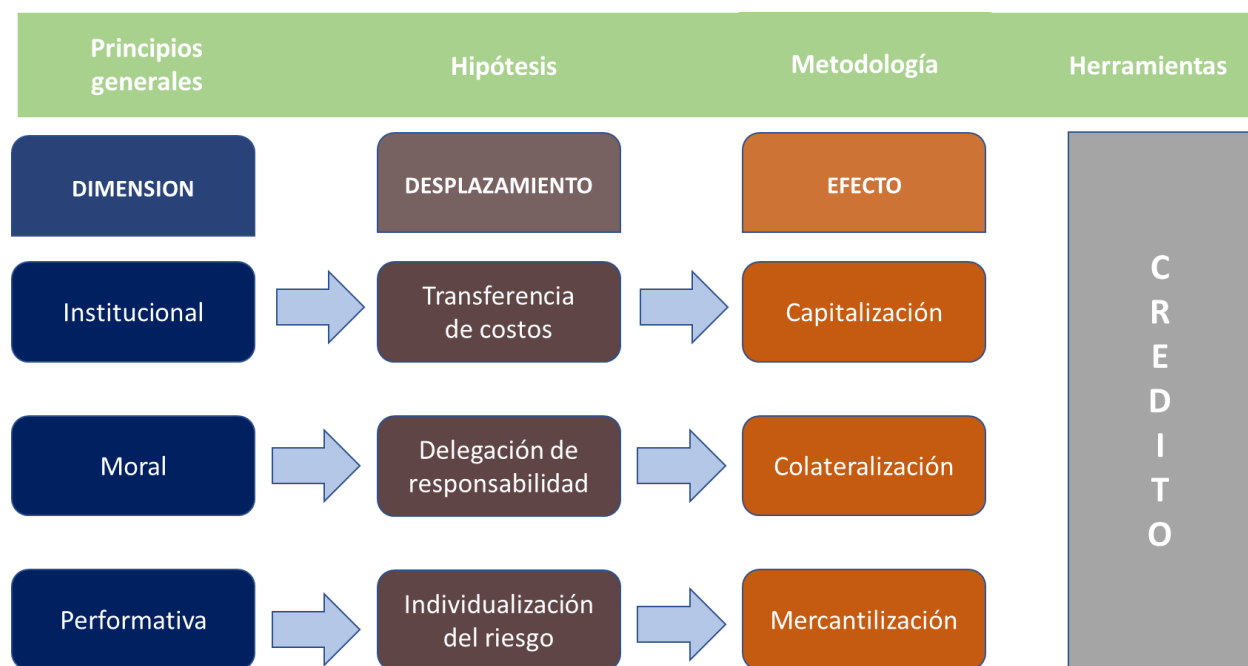 Principios
generales
Hipótesis
Metodología
Herramientas
DIMENSION
DESPLAZAMIENTO
EFECTO
Institucional
Transferencia
de costos
Capitalización
Moral
Delegación de
responsabilidad
Colateralización
Performativa
Individualización
del riesgo
Mercantilización
C
R
E
D
I
T
O